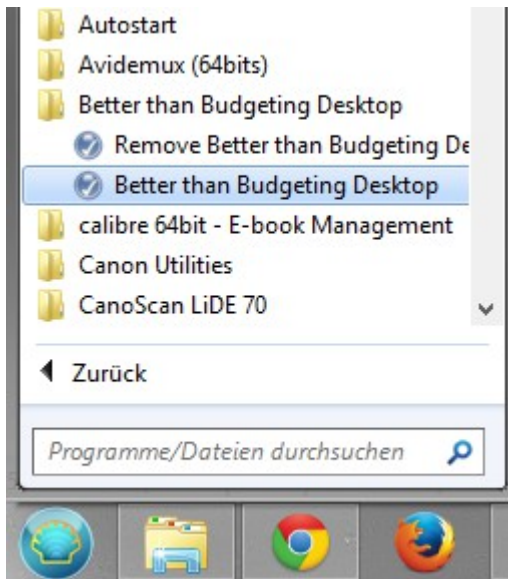 Autostart
Avidemux (64bits)
Better than Budgeting Desktop
Remove Better than Budgeting De
Better than Budgeting Desktop
calibre 64bit - E-book Management
Canon Utilities
CanoScan LiDE 70
Zurück
Programme/Dateien durchsuchen